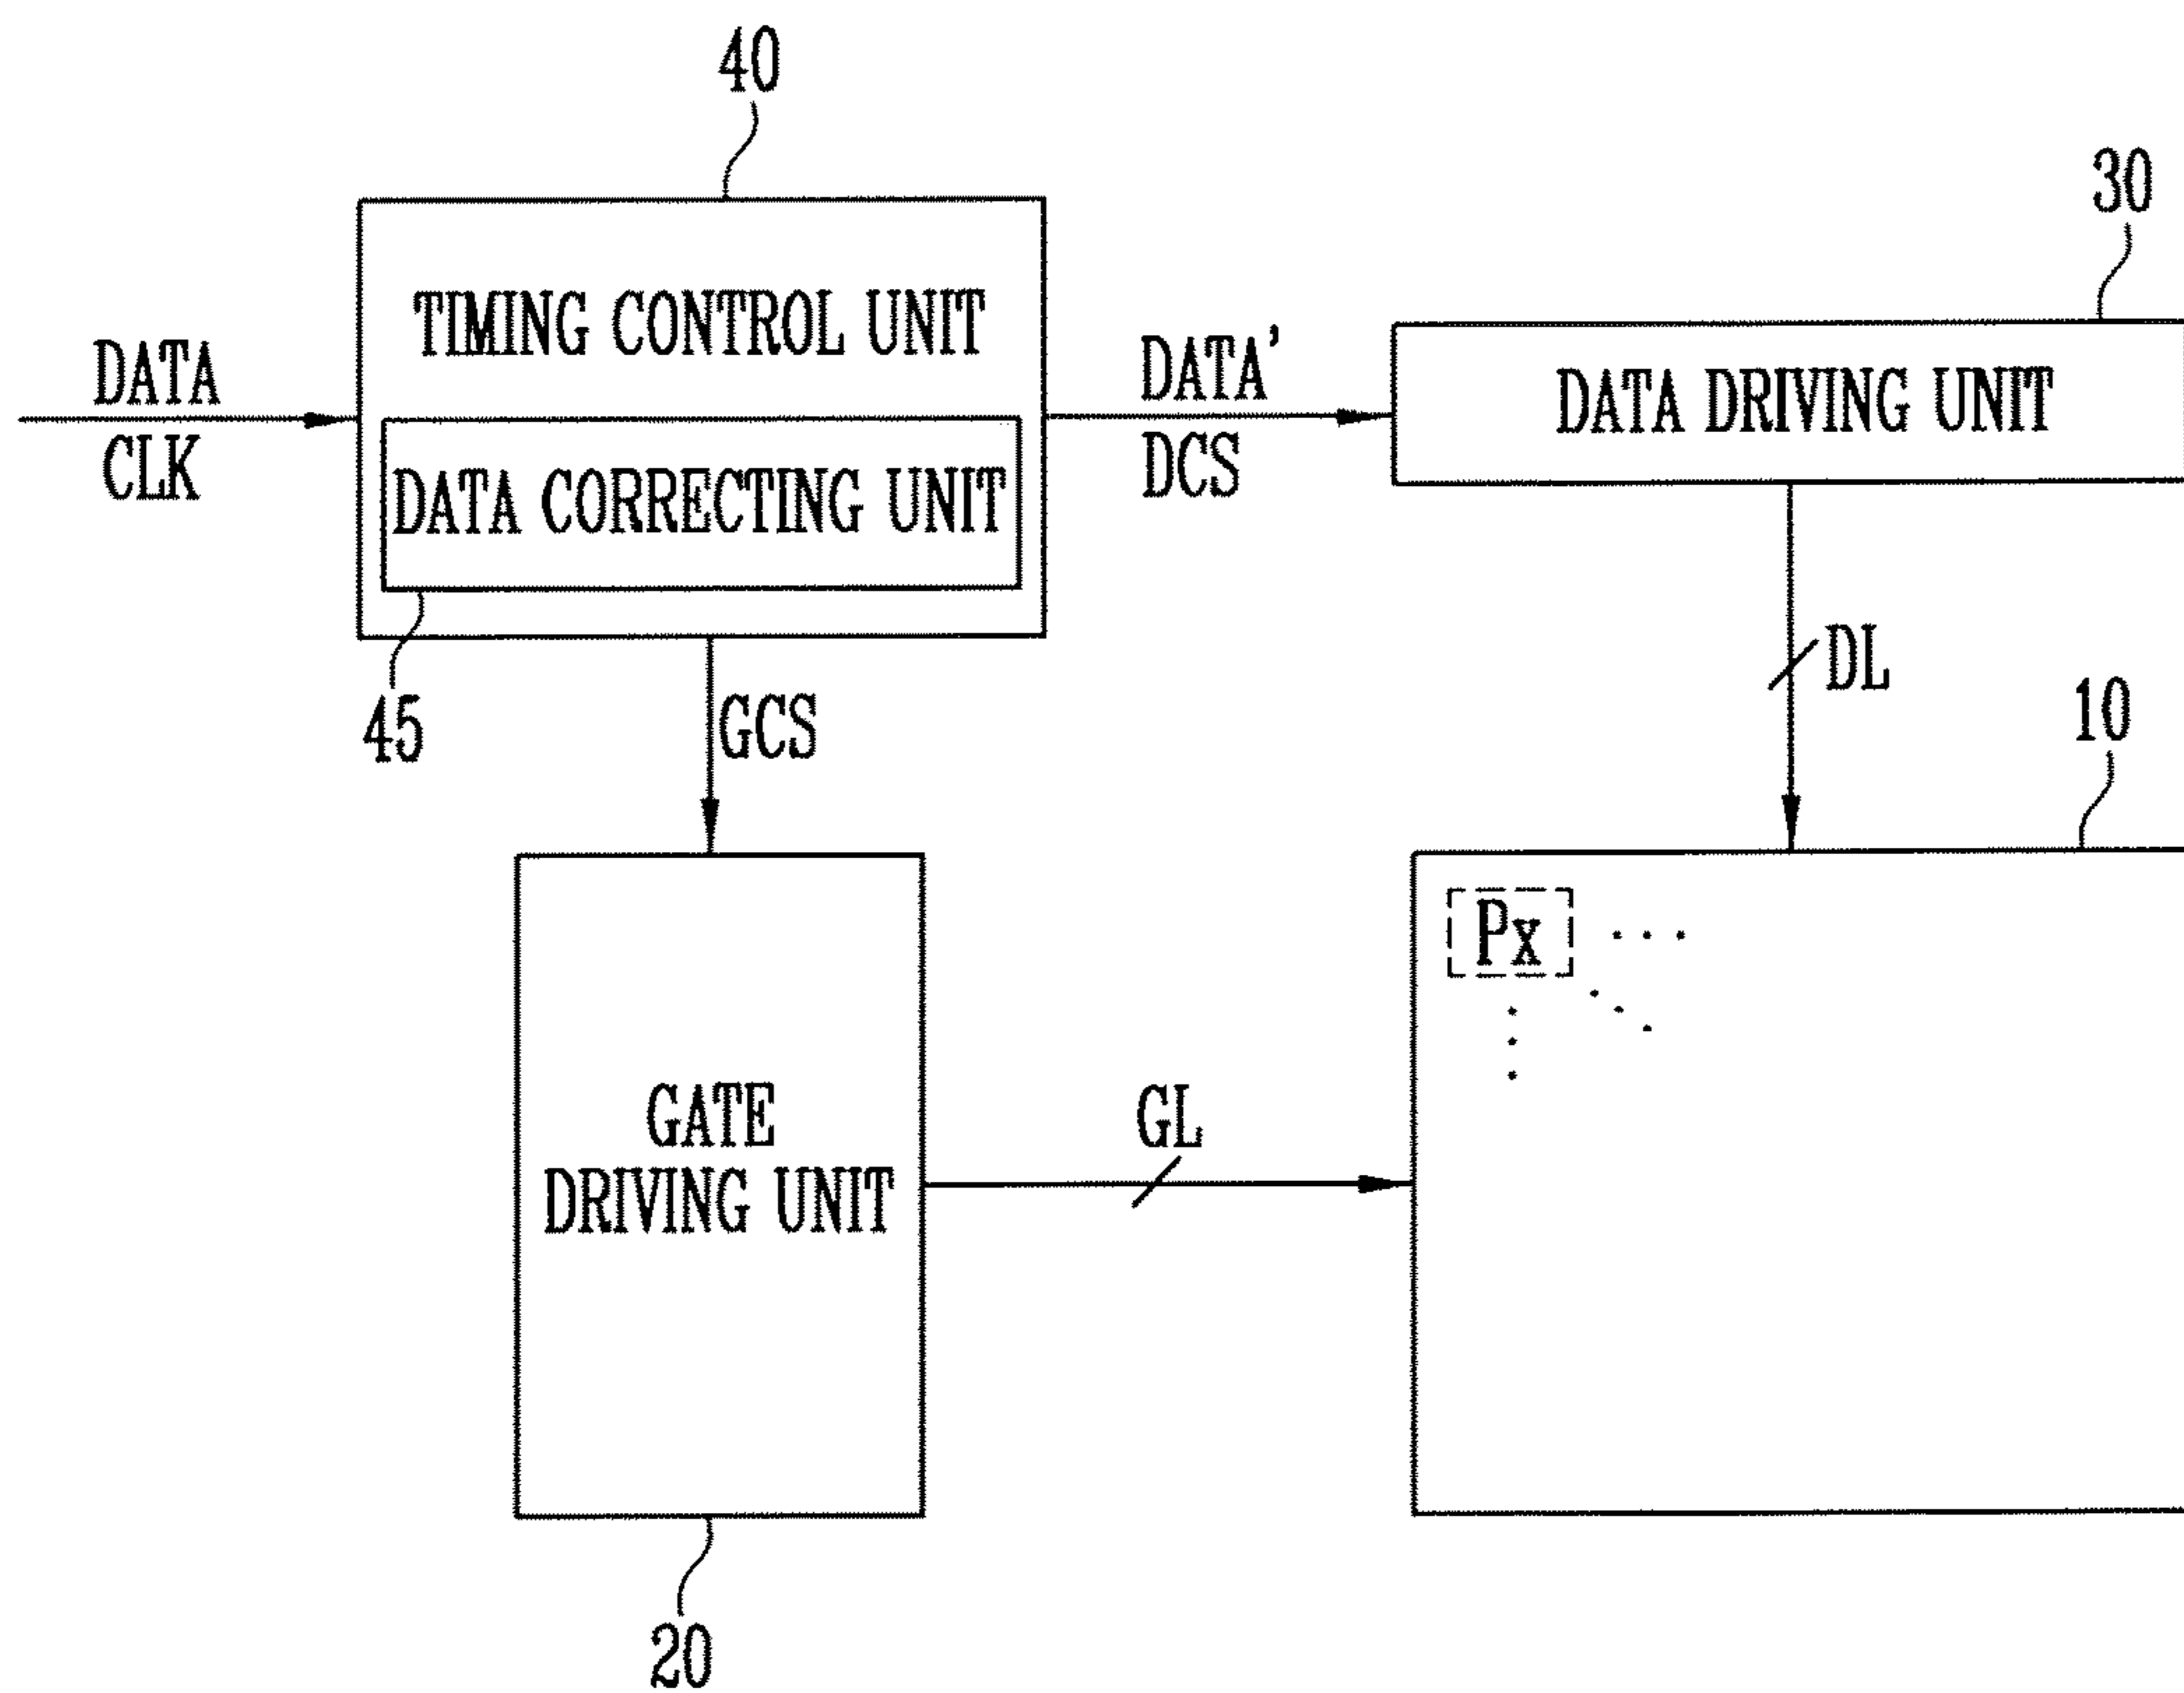 40
30
TIMING CONTROL UNIT
DATA
CLK
DATA'
DCS
DATA DRIVING UNIT
DATA CORRECTING UNIT
45
GCS
DL
10
Px
GATE
DRIVING UNIT
GL
20